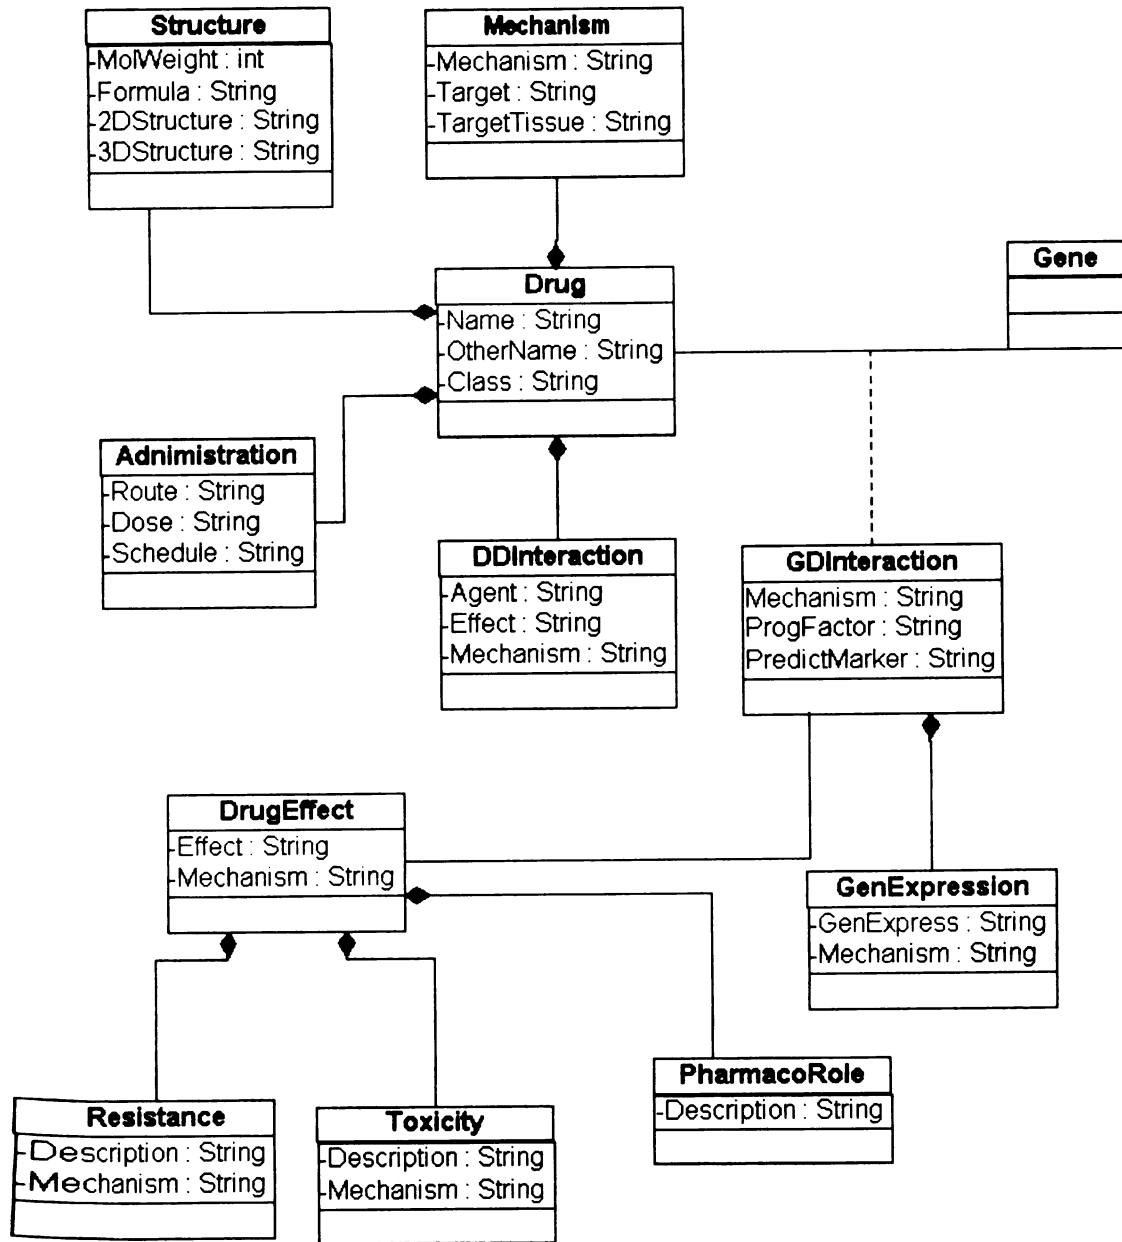 Structure
-MolWeight : int
-Formula : String
-2DStructure : String
-3DStructure : String
Mechanism
-Mechanism : String
-Target : String
-TargetTissue : String
Gene
Drug
-Name : String
-OtherName : String
-Class : String
Adnimistration
-Route : String
-Dose : String
-Schedule : String
DDInteraction
-Agent : String
-Effect : String
-Mechanism : String
GDInteraction
Mechanism : String
ProgFactor : String
PredictMarker : String
DrugEffect
-Effect : String
-Mechanism : String
GenExpression
-GenExpress : String
-Mechanism : String
PharmacoRole
-Description : String
Resistance
-Description : String
-Mechanism : String
Toxicity
-Description : String
-Mechanism : String